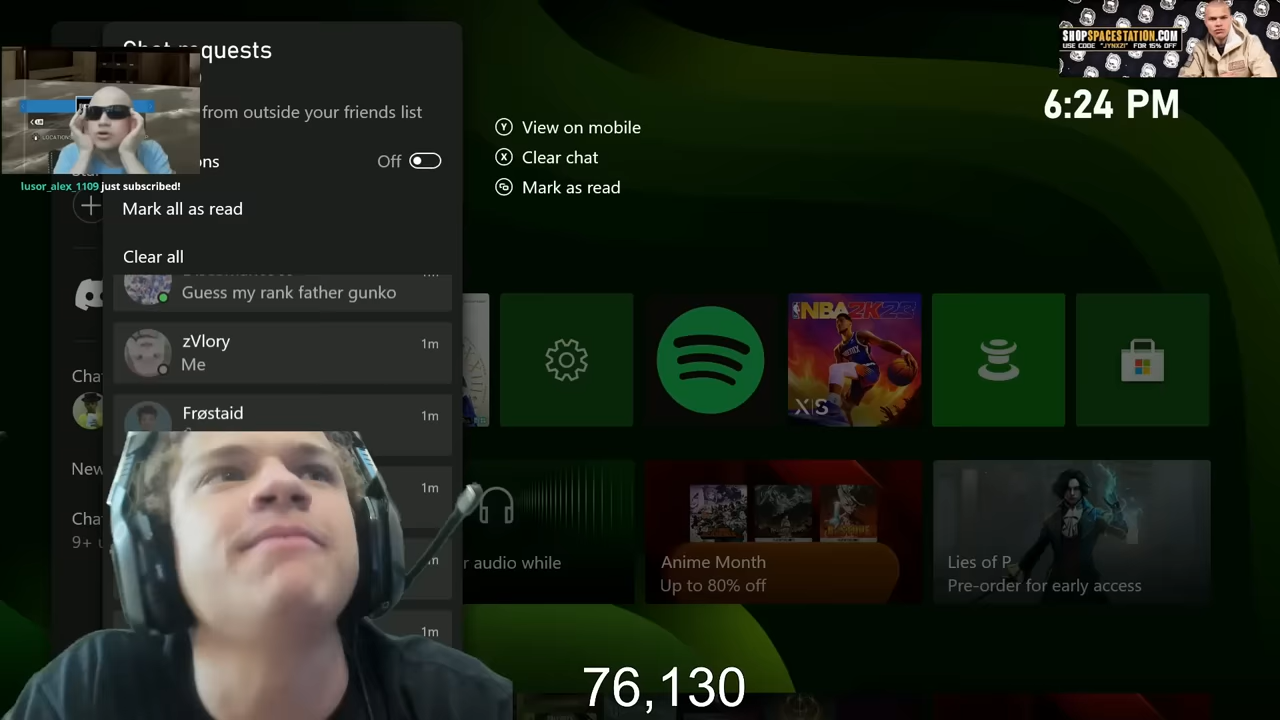 Chat requests
from outside your friends list
ons
Off
Mark all as read
Clear all
Guess my rank father gunko
1m
zVlory
1m
Me
Frøstaid
1m
1m
1m
Chat
New
Cha
9+
lusor_alex_1109 just subscribed!
View on mobile
Clear chat
Mark as read
SHOPSPACESTATION.COM
USE CODE "JYNXZI" FOR 15% OFF
6:24 PM
NBA 2K23
X|S
r audio while
Anime Month
Up to 80% off
Lies of P
Pre-order for early access
76,130